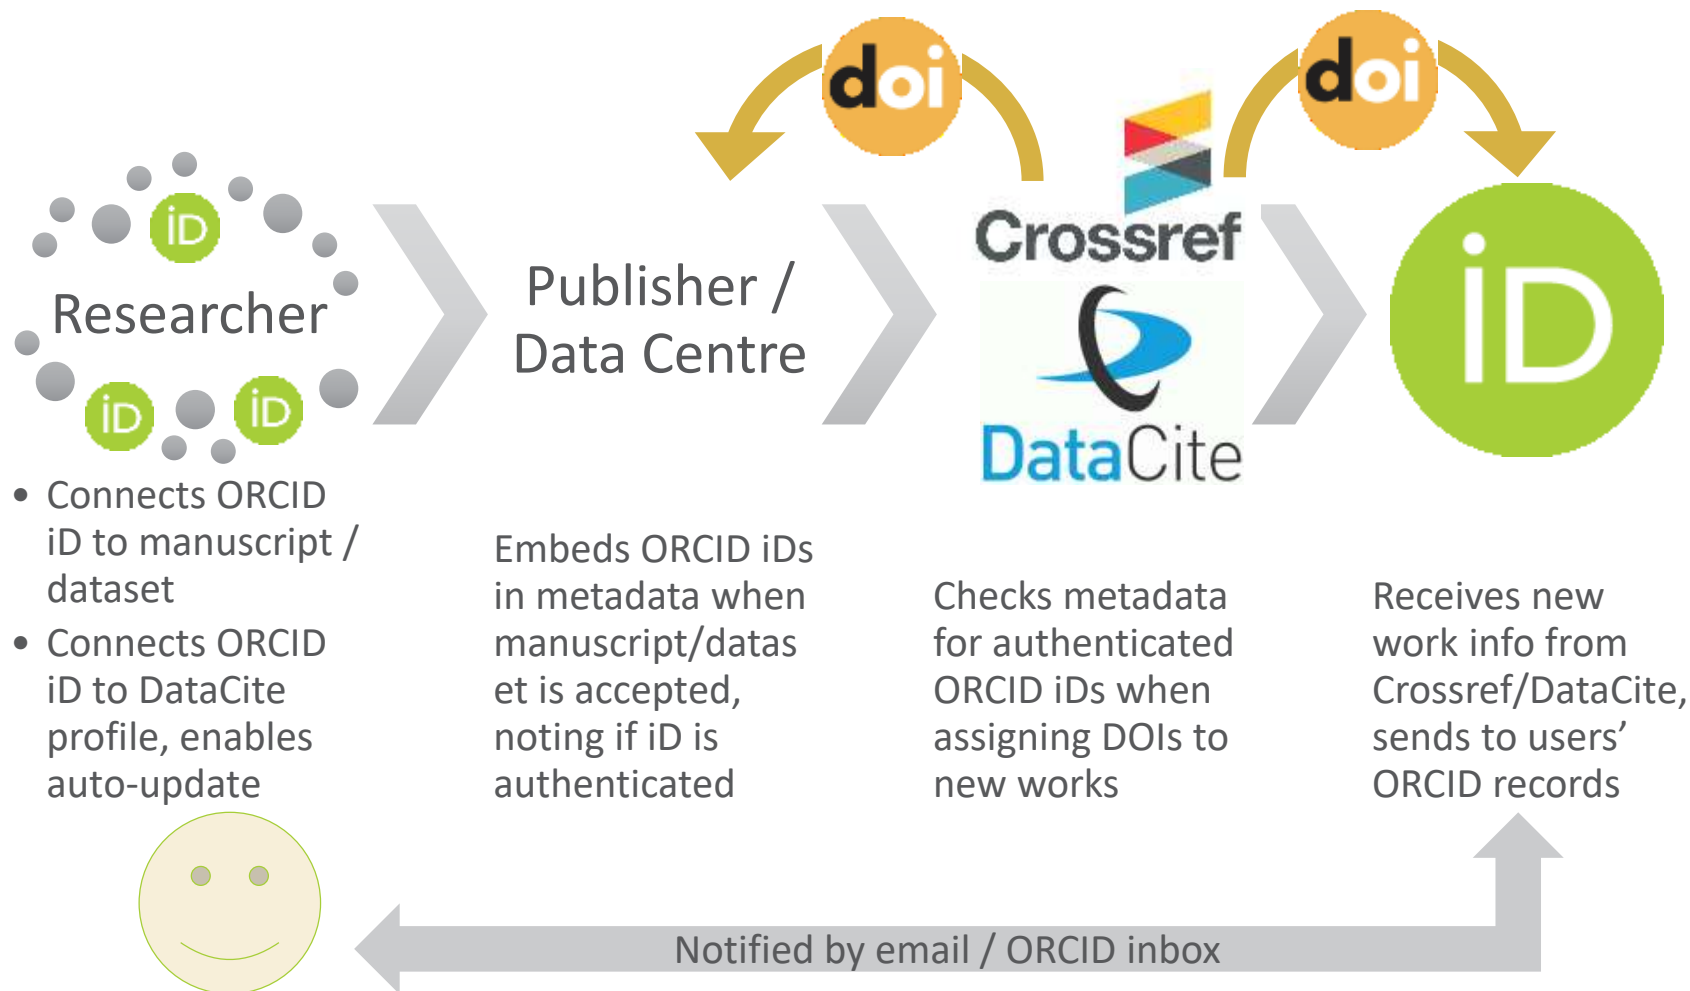 doi
doi
iD
Researcher
iD
iD
Publisher /
Data Centre
Crossref
DataCite
iD
• Connects ORCID
iD to manuscript /
dataset
• Connects ORCID
iD to DataCite
profile, enables
auto-update
Embeds ORCID iDs
in metadata when
manuscript/datas
et is accepted,
noting if iD is
authenticated
Checks metadata
for authenticated
ORCID iDs when
assigning DOIs to
new works
Receives new
work info from
Crossref/DataCite,
sends to users’
ORCID records
Notified by email / ORCID inbox